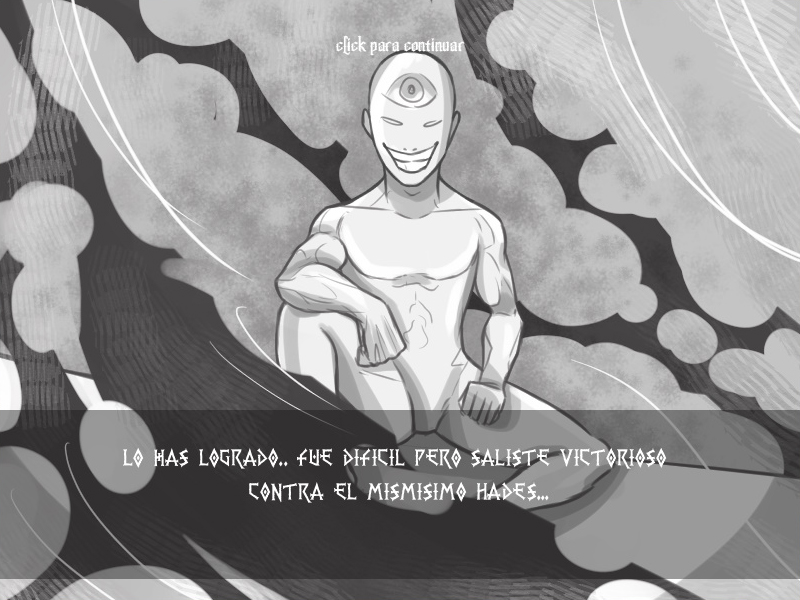 click para continuar
LO HAS LOGRADO.. FUE DIFICIL PERO SALISTE VICTORIOSO
CONTRA EL MISMISIMO HADES...